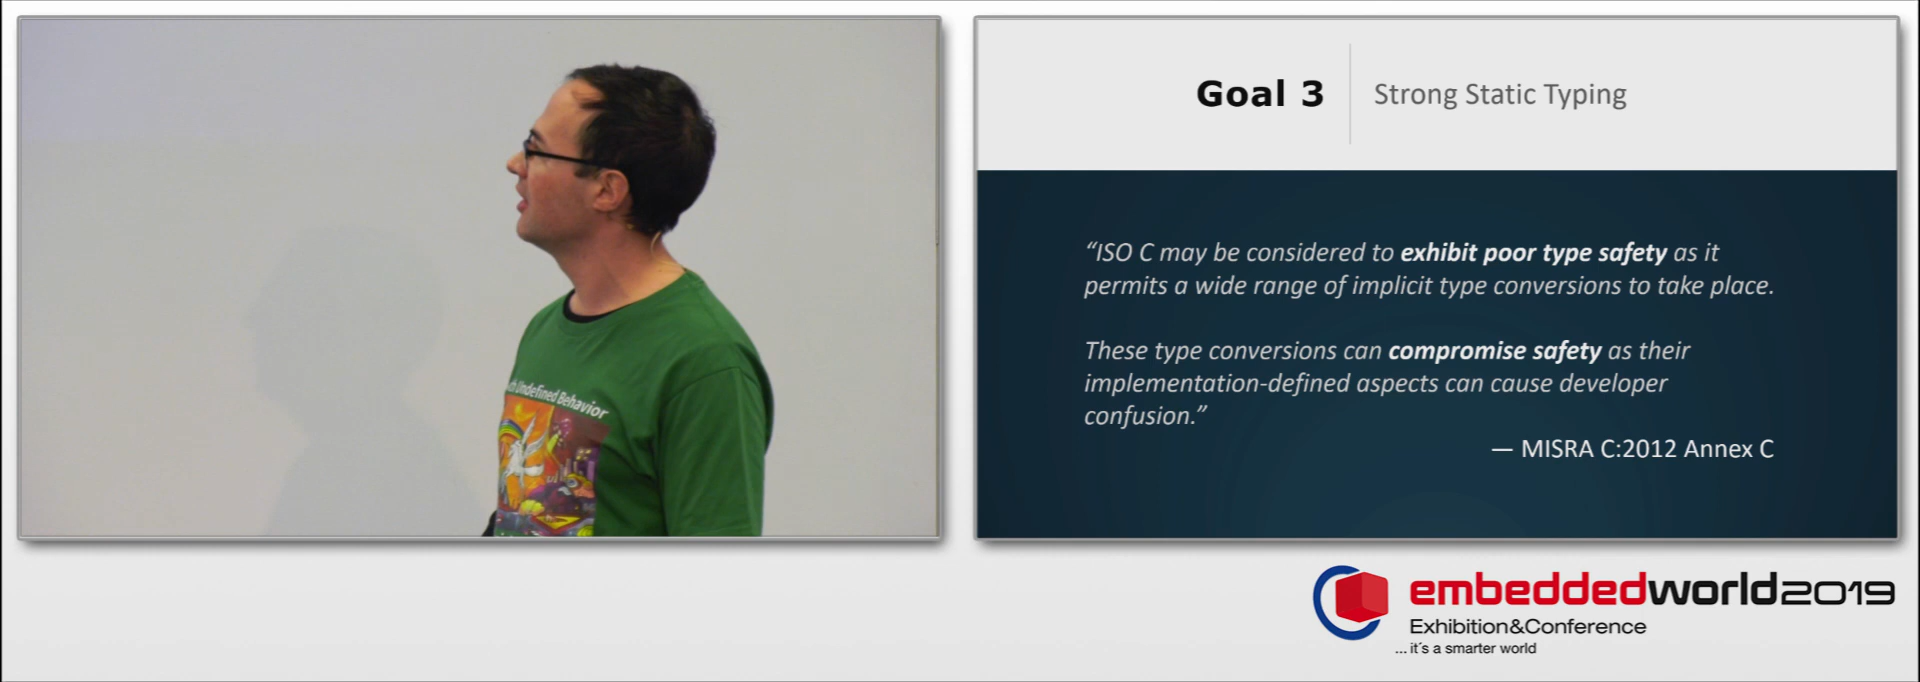 Undefined Behavior
Goal 3
Strong Static Typing
“ISO C may be considered to exhibit poor type safety as it
permits a wide range of implicit type conversions to take place.
These type conversions can compromise safety as their
implementation-defined aspects can cause developer
confusion.”
— MISRA C:2012 Annex C
embeddedworld2019
Exhibition&Conference
... it´s a smarter world